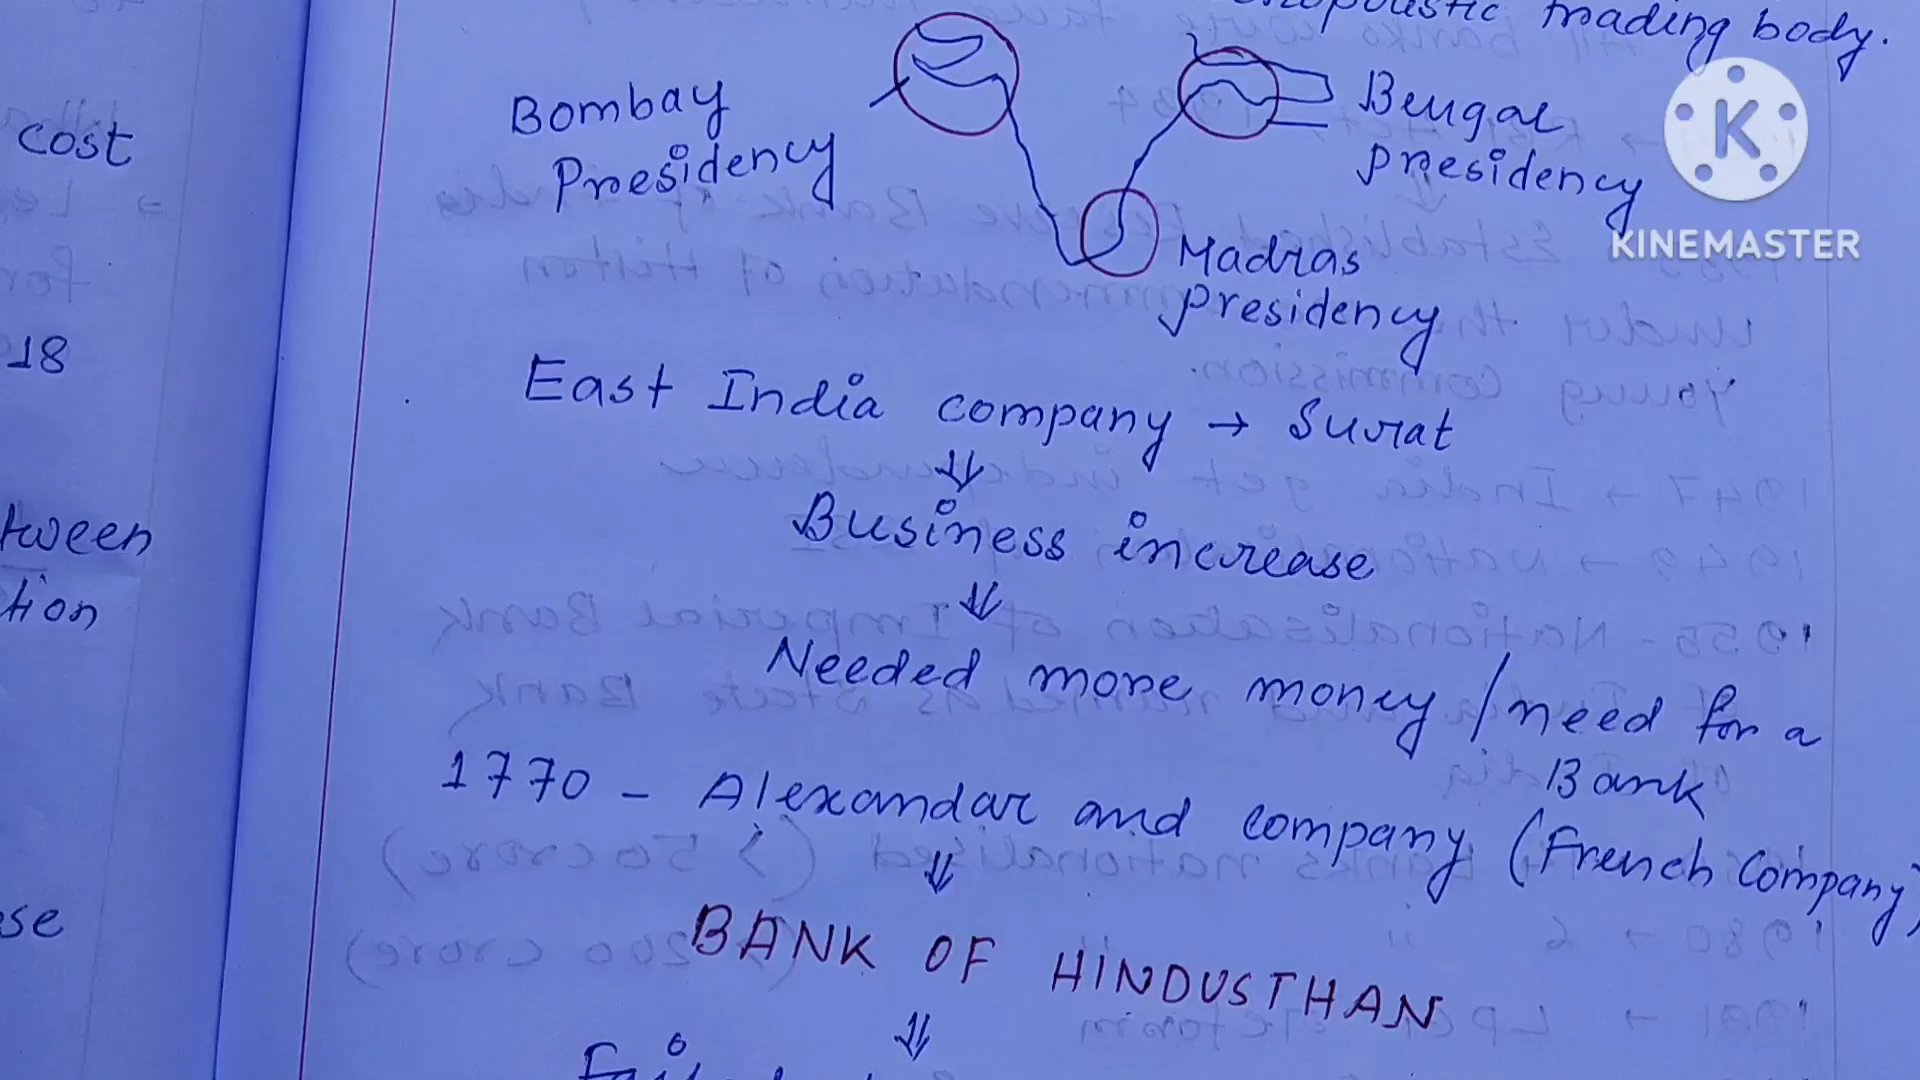 trading body.
Bombay
Presidency
Bengal
Presidency
Madras
Presidency
KINEMASTER
East India company → Surat
Business increase
Needed more money / need for a
Bank
1770 - Alexandar and company (French Company)
BANK OF HINDUSTHAN
cost
18
tween
tion
se